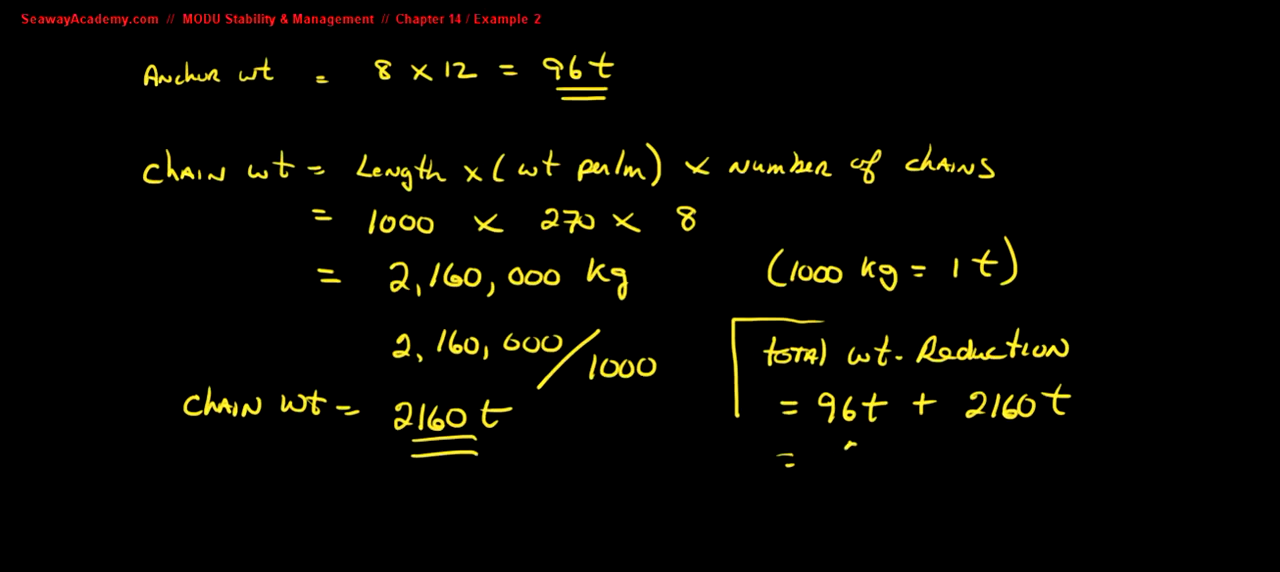 SeawayAcademy.com // MODU Stability & Management // Chapter 14 / Example 2
Anchor wt = 8 × 12 = 96t
Chain wt = Length × (wt per/m) × Number of chains
= 1000 × 270 × 8
= 2,160,000 kg
(1000 kg = 1t)
2,160,000/1000
Chain wt = 2160 t
Total wt. Reduction
= 96t + 2160t
=